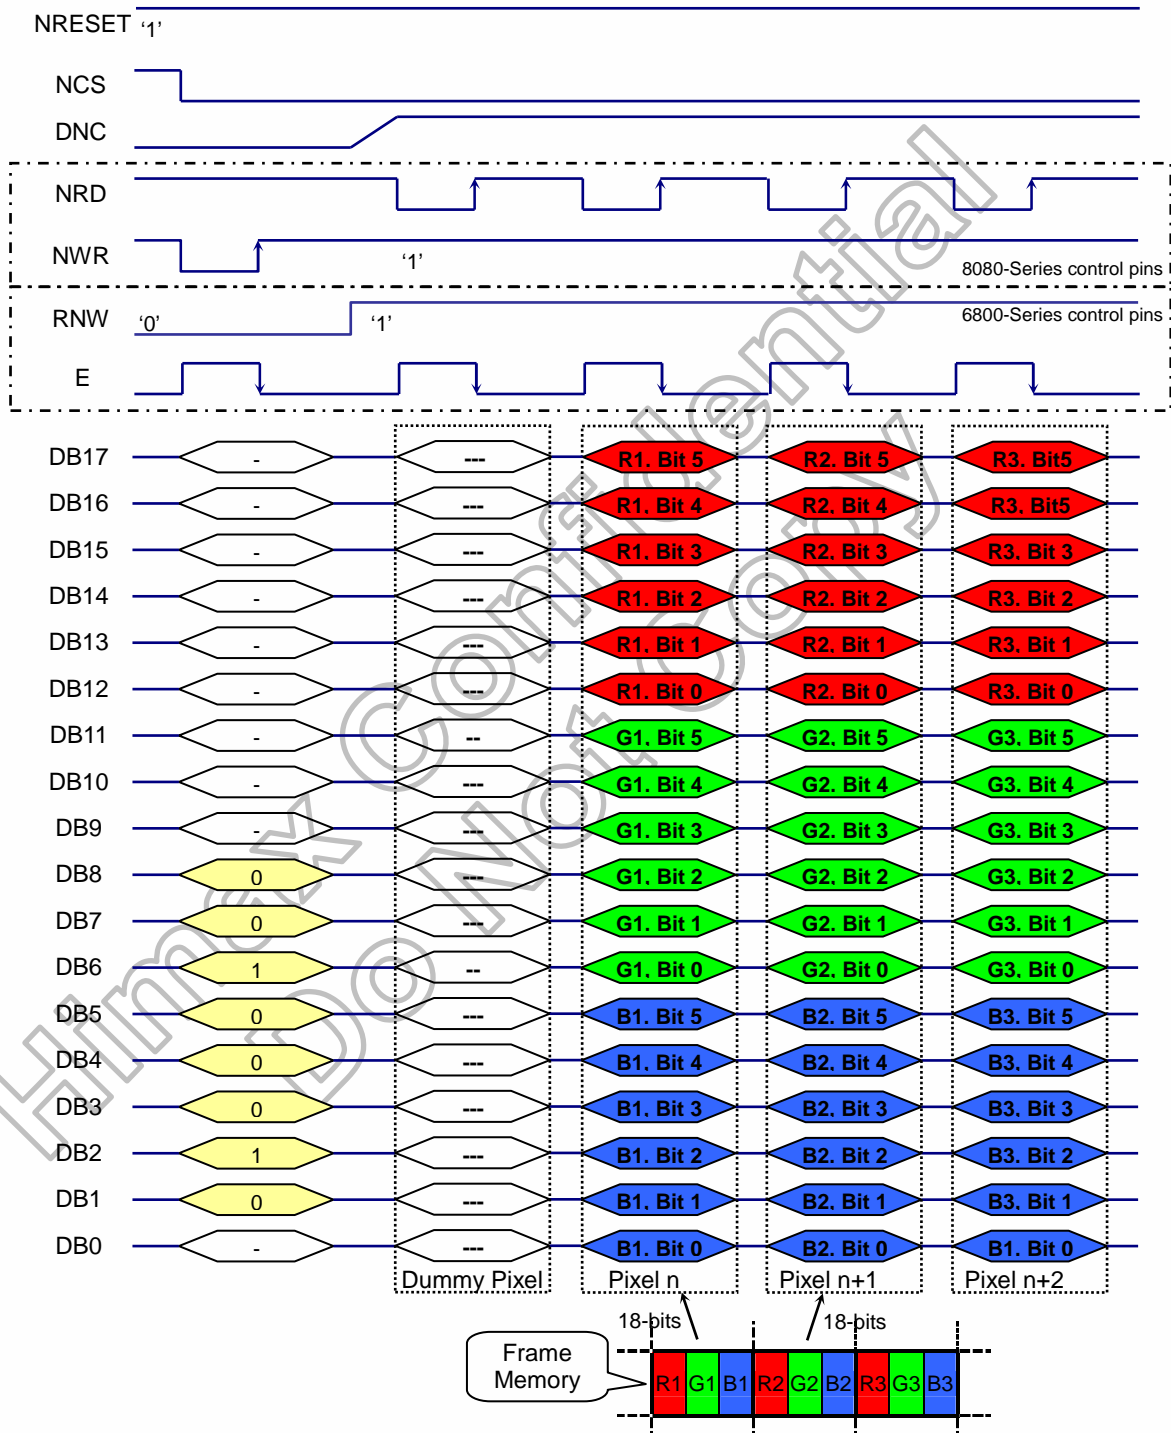 NRESET '1'
NCS
DNC
NRD
NWR '1'
8080-Series control pins
RNW '0' '1'
6800-Series control pins
E
DB17 - --- R1. Bit 5 R2. Bit 5 R3. Bit5
DB16 - --- R1. Bit 4 R2. Bit 4 R3. Bit5
DB15 - --- R1. Bit 3 R2. Bit 3 R3. Bit 3
DB14 - --- R1. Bit 2 R2. Bit 2 R3. Bit 2
DB13 - --- R1. Bit 1 R2. Bit 1 R3. Bit 1
DB12 - --- R1. Bit 0 R2. Bit 0 R3. Bit 0
DB11 - -- G1. Bit 5 G2. Bit 5 G3. Bit 5
DB10 - --- G1. Bit 4 G2. Bit 4 G3. Bit 4
DB9 - --- G1. Bit 3 G2. Bit 3 G3. Bit 3
DB8 0 --- G1. Bit 2 G2. Bit 2 G3. Bit 2
DB7 0 --- G1. Bit 1 G2. Bit 1 G3. Bit 1
DB6 1 -- G1. Bit 0 G2. Bit 0 G3. Bit 0
DB5 0 --- B1. Bit 5 B2. Bit 5 B3. Bit 5
DB4 0 --- B1. Bit 4 B2. Bit 4 B3. Bit 4
DB3 0 --- B1. Bit 3 B2. Bit 3 B3. Bit 3
DB2 1 --- B1. Bit 2 B2. Bit 2 B3. Bit 2
DB1 0 --- B1. Bit 1 B2. Bit 1 B3. Bit 1
DB0 - --- B1. Bit 0 B2. Bit 0 B1. Bit 0
Dummy Pixel Pixel n Pixel n+1 Pixel n+2
18-bits 18-bits
Frame
Memory
R1 G1 B1 R2 G2 B2 R3 G3 B3
Himax Confidential
Do Not Copy